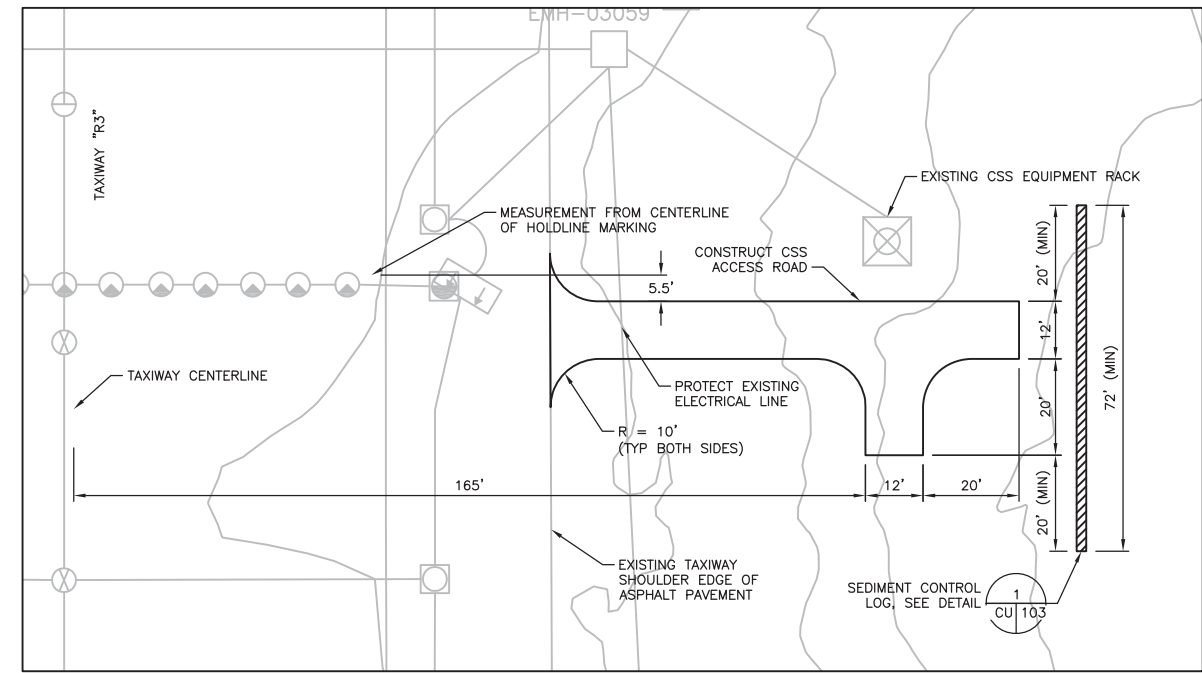 EMH-03059
TAXIWAY "R3"
EXISTING CSS EQUIPMENT RACK
MEASUREMENT FROM CENTERLINE
OF HOLDLINE MARKING
20' (MIN)
CONSTRUCT CSS
ACCESS ROAD
5.5'
12'
TAXIWAY CENTERLINE
PROTECT EXISTING
ELECTRICAL LINE
72' (MIN)
20'
R = 10'
(TYP BOTH SIDES)
165'
12'
20'
20' (MIN)
EXISTING TAXIWAY
SHOULDER EDGE OF
ASPHALT PAVEMENT
SEDIMENT CONTROL
LOG, SEE DETAIL
1
CU 103